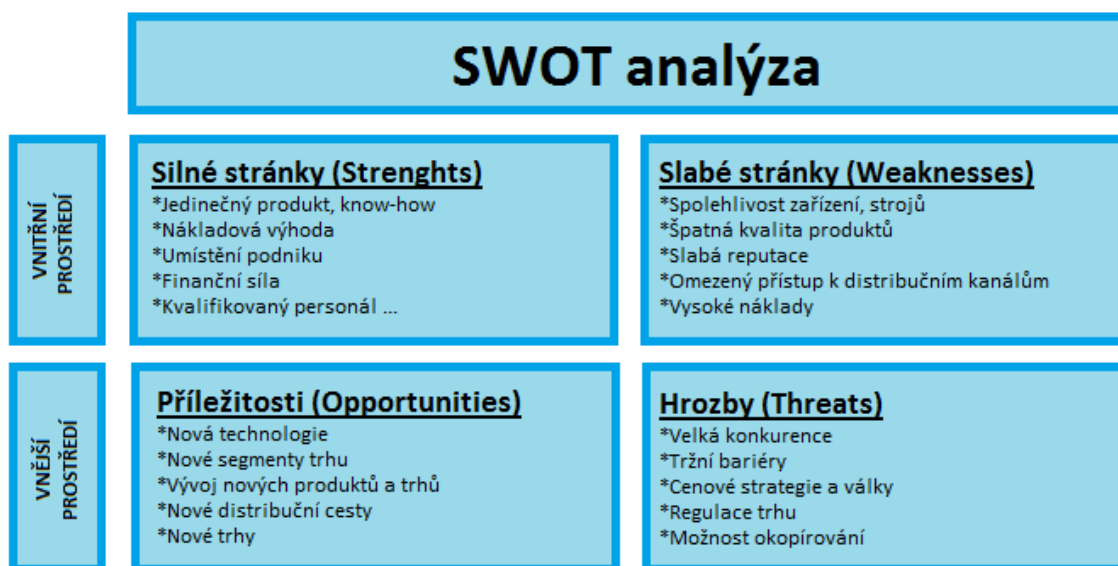 SWOT analýza
VNITŘNÍ
PROSTŘEDÍ
Silné stránky (Strenghts)
*Jedinečný produkt, know-how
*Nákladová výhoda
*Umístění podniku
*Finanční síla
*Kvalifikovaný personál ...
Slabé stránky (Weaknesses)
*Spolehlivost zařízení, strojů
*Špatná kvalita produktů
*Slabá reputace
*Omezený přístup k distribučním kanálům
*Vysoké náklady
VNĚJŠÍ
PROSTŘEDÍ
Příležitosti (Opportunities)
*Nová technologie
*Nové segmenty trhu
*Vývoj nových produktů a trhů
*Nové distribuční cesty
*Nové trhy
Hrozby (Threats)
*Velká konkurence
*Tržní bariéry
*Cenové strategie a války
*Regulace trhu
*Možnost okopírování